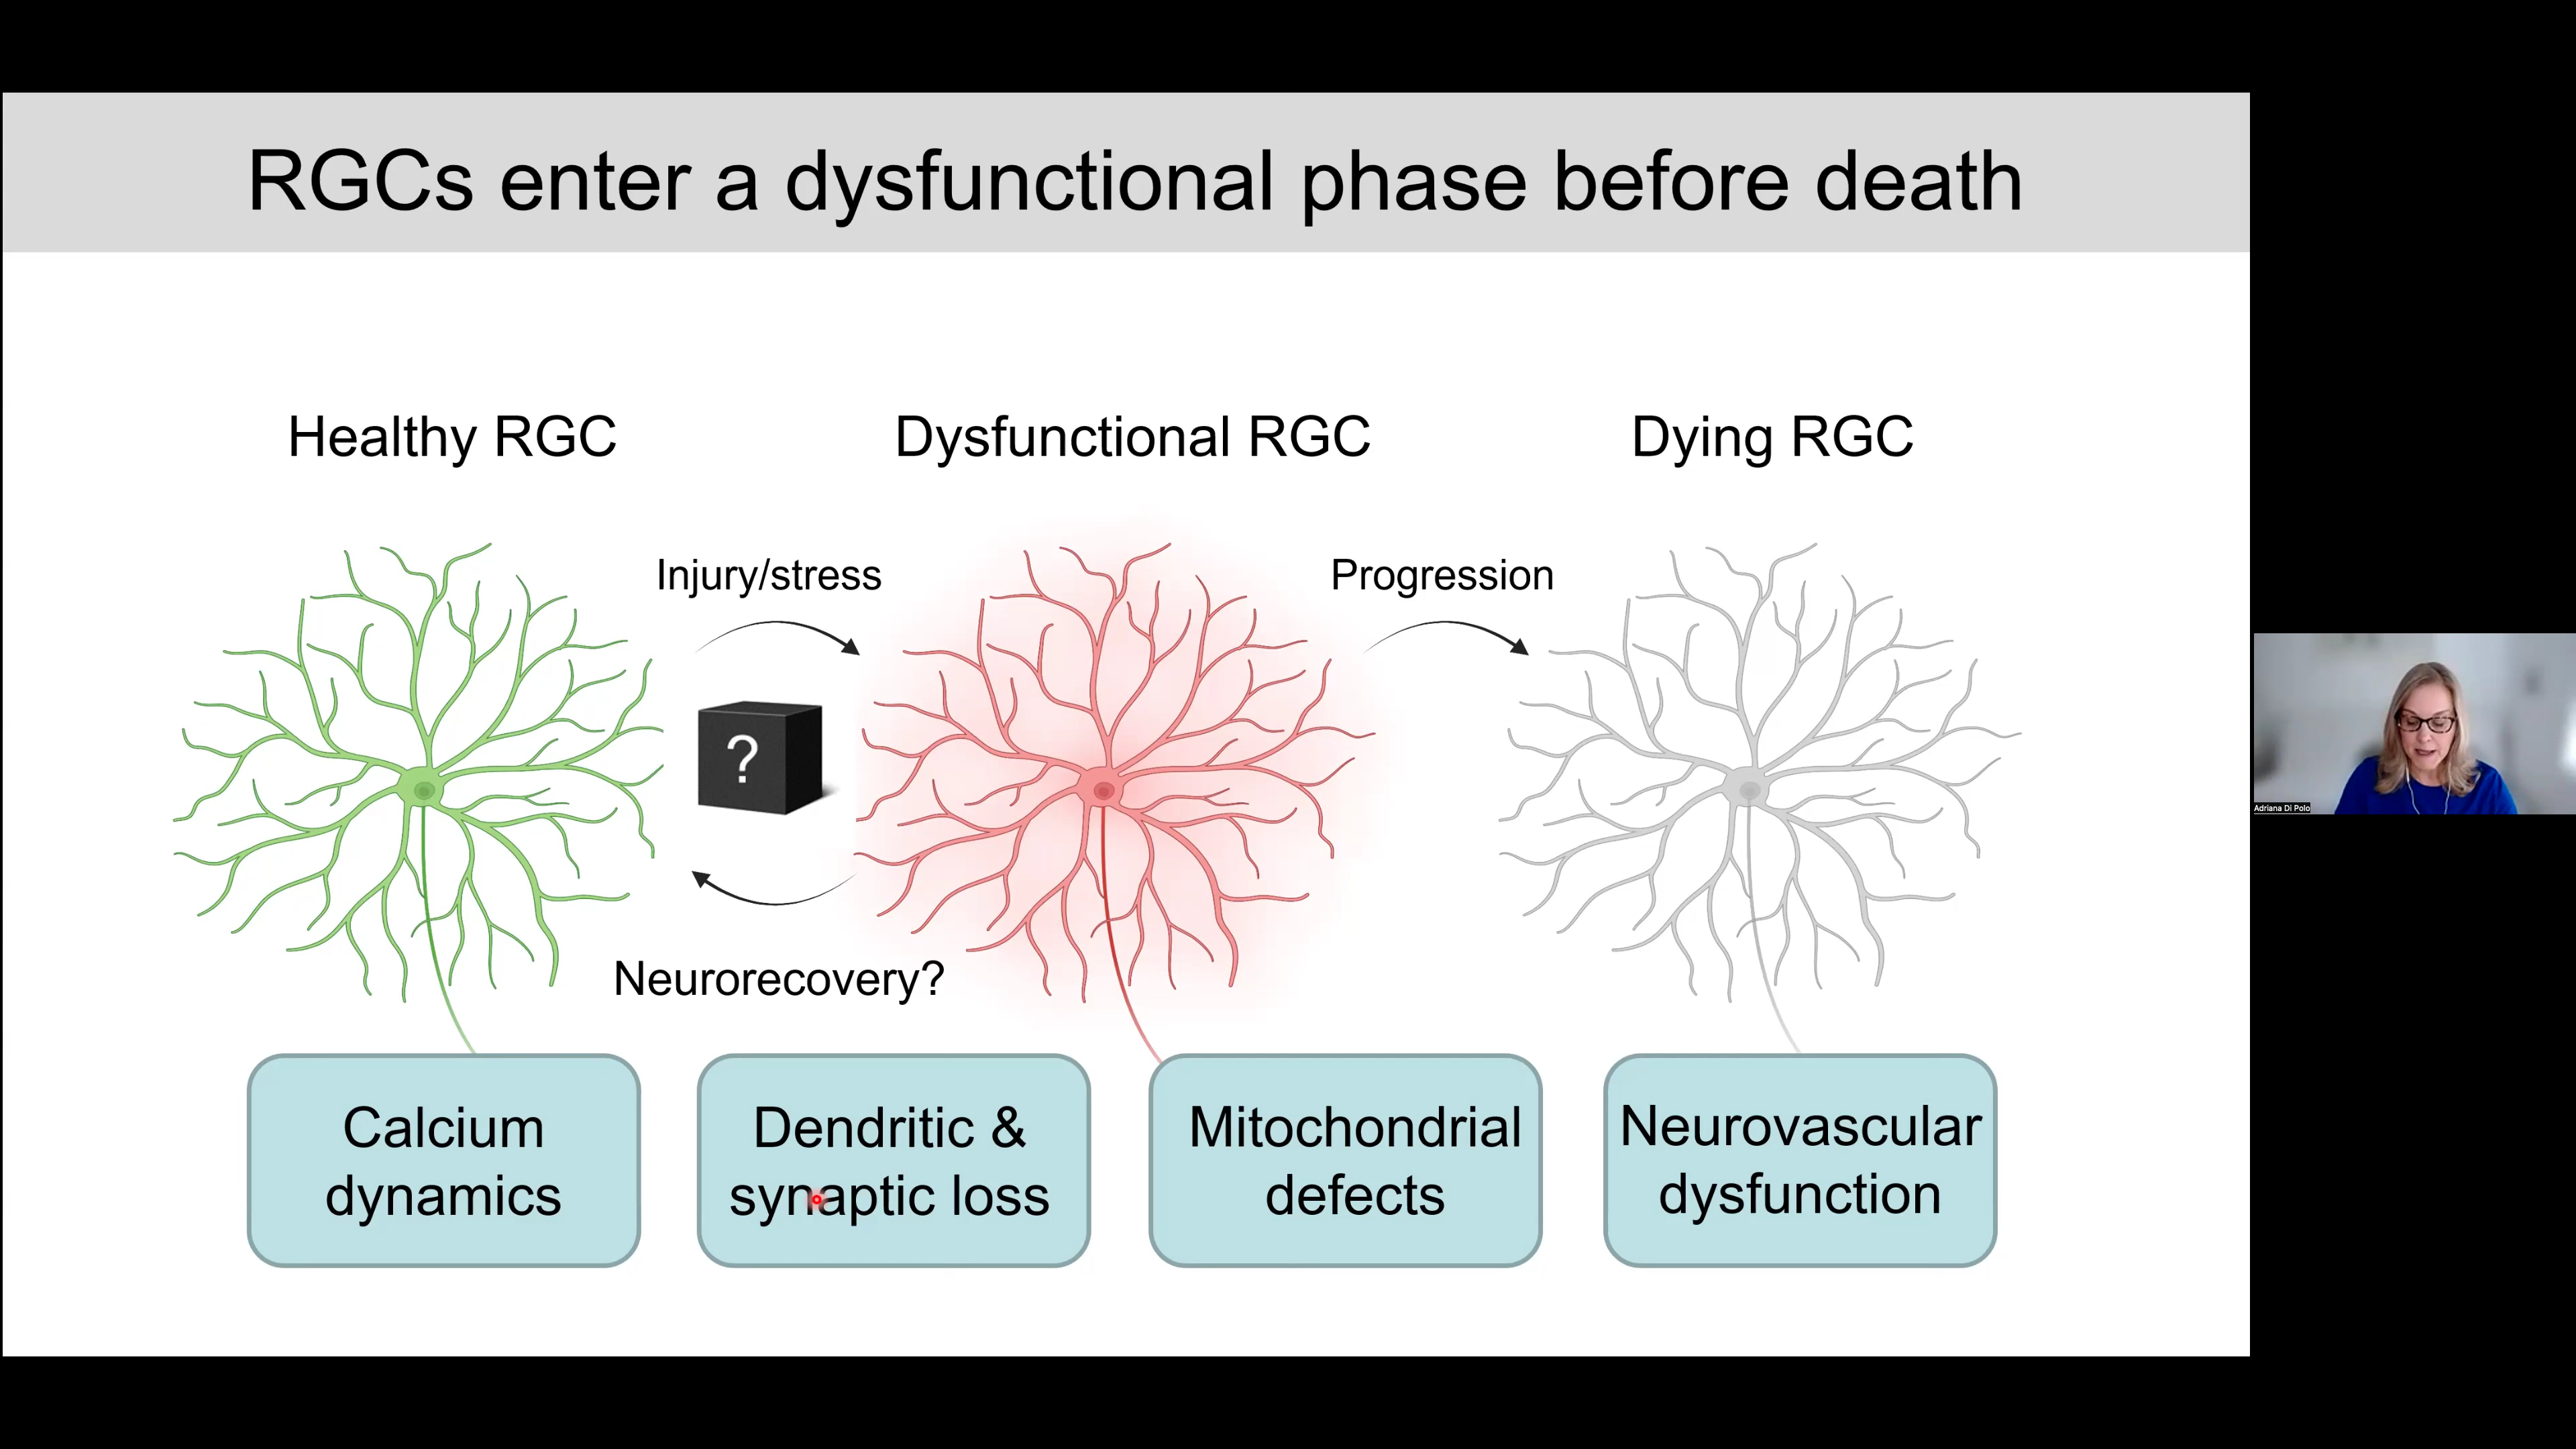 RGCs enter a dysfunctional phase before death
Healthy RGC
Dysfunctional RGC
Dying RGC
Injury/stress
Progression
?
Neurorecovery?
Calcium
dynamics
Dendritic &
synaptic loss
Mitochondrial
defects
Neurovascular
dysfunction
Adriana Di Polo